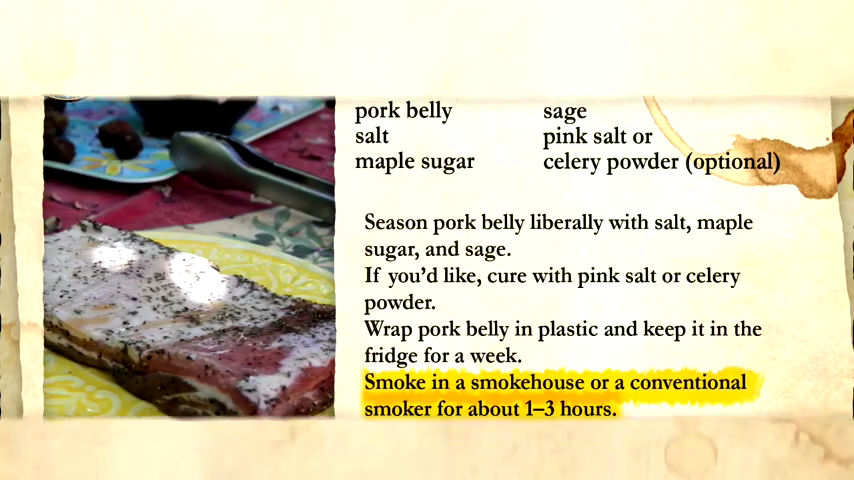 pork belly
salt
maple sugar
sage
pink salt or
celery powder (optional)
Season pork belly liberally with salt, maple
sugar, and sage.
If you'd like, cure with pink salt or celery
powder.
Wrap pork belly in plastic and keep it in the
fridge for a week.
Smoke in a smokehouse or a conventional
smoker for about 1–3 hours.